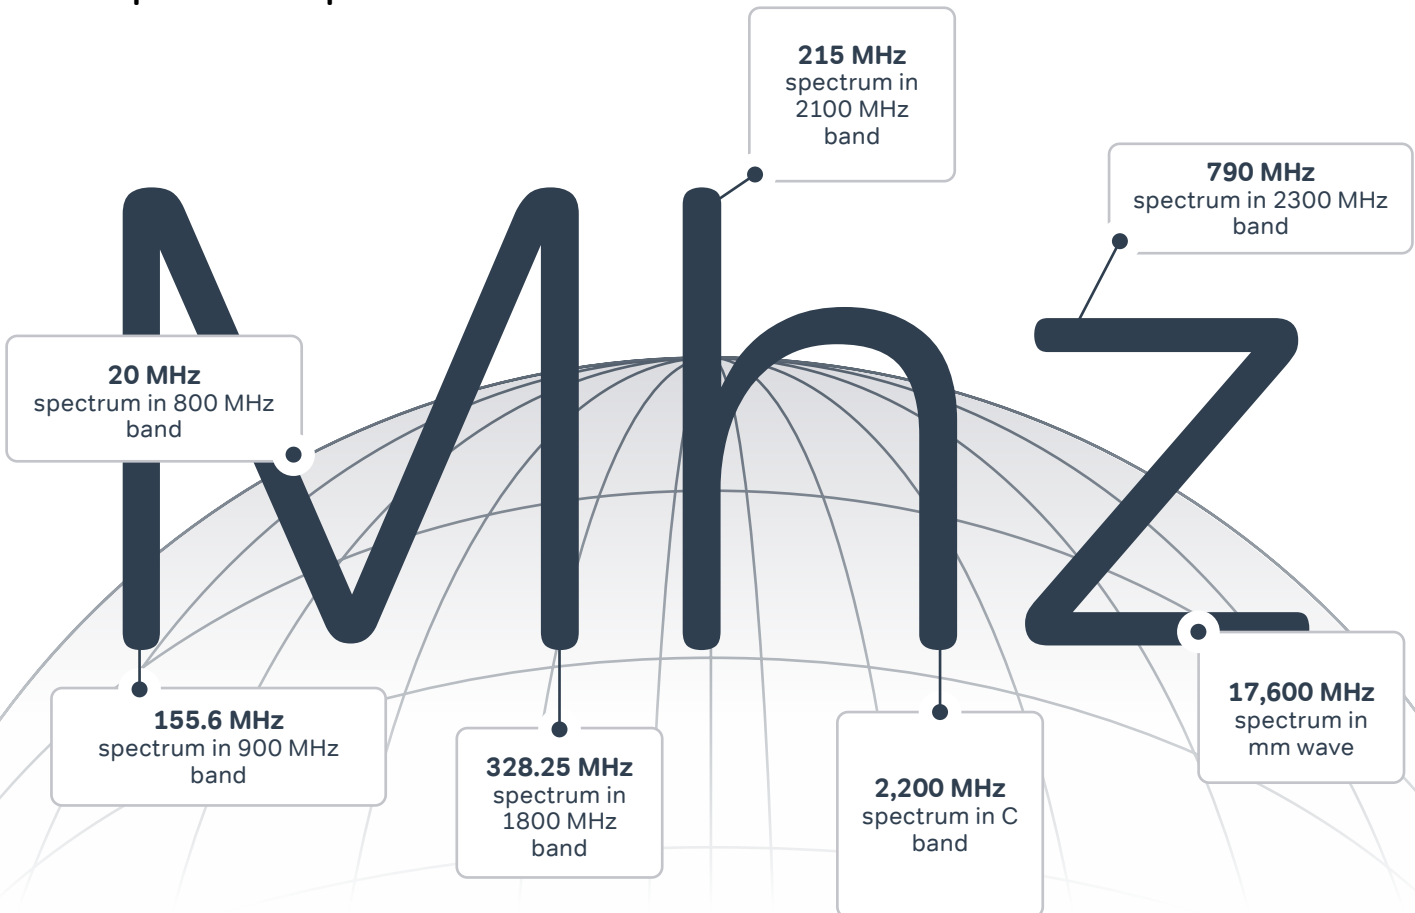 215 MHz
spectrum in
2100 MHz
band
790 MHz
spectrum in 2300 MHz
band
Mhz
20 MHz
spectrum in 800 MHz
band
155.6 MHz
spectrum in 900 MHz
band
328.25 MHz
spectrum in
1800 MHz
band
2,200 MHz
spectrum in C
band
17,600 MHz
spectrum in
mm wave